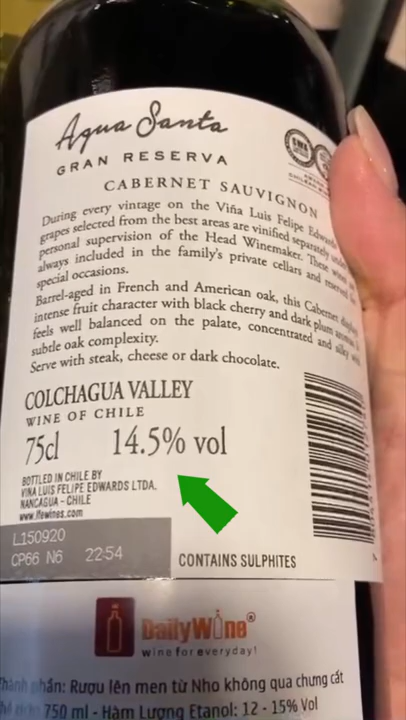 Agua Santa
GRAN RESERVA
CABERNET SAUVIGNON
During every vintage on the Viña Luis Felipe Edwards
grapes selected from the best areas are vinified separately under
personal supervision of the Head Winemaker. These wines are
always included in the family's private cellars and reserved for
special occasions.
Barrel-aged in French and American oak, this Cabernet displays
intense fruit character with black cherry and dark plum aromas. It
feels well balanced on the palate, concentrated and silky with
subtle oak complexity.
Serve with steak, cheese or dark chocolate.
COLCHAGUA VALLEY
WINE OF CHILE
75cl 14.5% vol
BOTTLED IN CHILE BY
VIÑA LUIS FELIPE EDWARDS LTDA.
NANCAGUA - CHILE
www.lfewines.com
L150920
CP66 N6 22:54
CONTAINS SULPHITES
DailyWine®
wine for everyday!
Thành phần: Rượu lên men từ Nho không qua chưng cất
750 ml - Hàm Lượng Etanol: 12 - 15% Vol